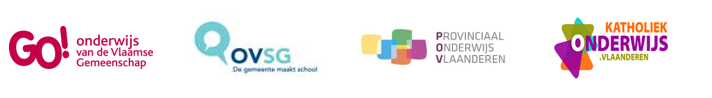 GO!
onderwijs
van de Vlaamse
Gemeenschap
OVSG
De gemeente maakt school
PROVINCIAAL
ONDERWIJS
VLAANDEREN
KATHOLIEK
ONDERWIJS
.VLAANDEREN